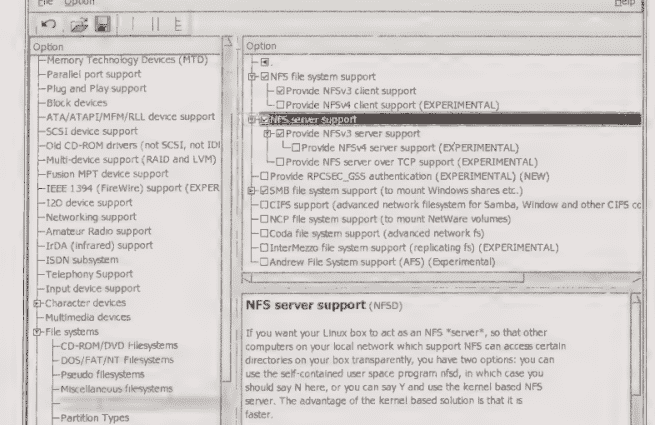 File Option
Help
Option
Memory Technology Devices (MTD)
Parallel port support
Plug and Play support
Block devices
ATA/ATAPI/MFM/RLL device support
SCSI device support
Old CD-ROM drivers (not SCSI, not IDI
Multi-device support (RAID and LVM)
Fusion MPT device support
IEEE 1394 (FireWire) support (EXPER
I2O device support
Networking support
Amateur Radio support
IrDA (infrared) support
ISDN subsystem
Telephony Support
Input device support
Character devices
Multimedia devices
File systems
CD-ROM/DVD Filesystems
DOS/FAT/NT Filesystems
Pseudo filesystems
Miscellaneous filesystems
Partition Types
Option
..
NFS file system support
Provide NFSv3 client support
Provide NFSv4 client support (EXPERIMENTAL)
NFS server support
Provide NFSv3 server support
Provide NFSv4 server support (EXPERIMENTAL)
Provide NFS server over TCP support (EXPERIMENTAL)
Provide RPCSEC_GSS authentication (EXPERIMENTAL) (NEW)
SMB file system support (to mount Windows shares etc.)
CIFS support (advanced network filesystem for Samba, Window and other CIFS co
NCP file system support (to mount NetWare volumes)
Coda file system support (advanced network fs)
InterMezzo file system support (replicating fs) (EXPERIMENTAL)
Andrew File System support (AFS) (Experimental)
NFS server support (NFSD)
If you want your Linux box to act as an NFS *server*, so that other
computers on your local network which support NFS can access certain
directories on your box transparently, you have two options: you can
use the self-contained user space program nfsd, in which case you
should say N here, or you can say Y and use the kernel based NFS
server. The advantage of the kernel based solution is that it is
faster.